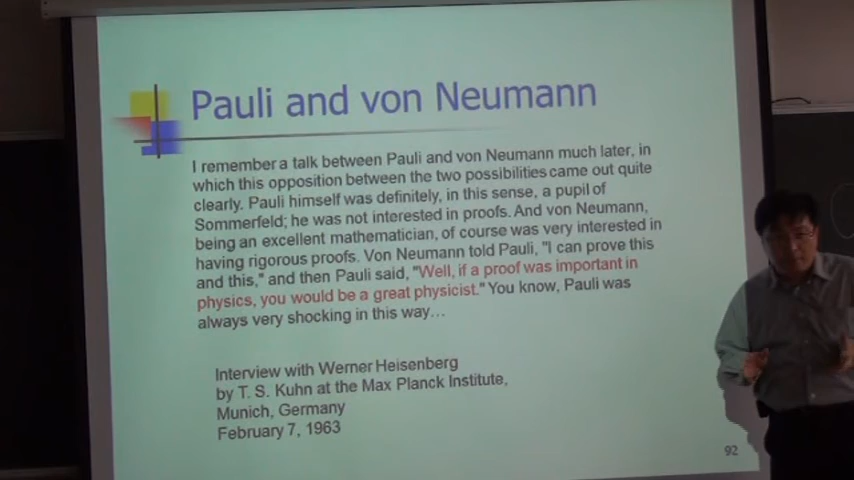 Pauli and von Neumann
I remember a talk between Pauli and von Neumann much later, in
which this opposition between the two possibilities came out quite
clearly. Pauli himself was definitely, in this sense, a pupil of
Sommerfeld; he was not interested in proofs. And von Neumann,
being an excellent mathematician, of course was very interested in
having rigorous proofs. Von Neumann told Pauli, "I can prove this
and this," and then Pauli said, "Well, if a proof was important in
physics, you would be a great physicist." You know, Pauli was
always very shocking in this way…
Interview with Werner Heisenberg
by T. S. Kuhn at the Max Planck Institute,
Munich, Germany
February 7, 1963
92